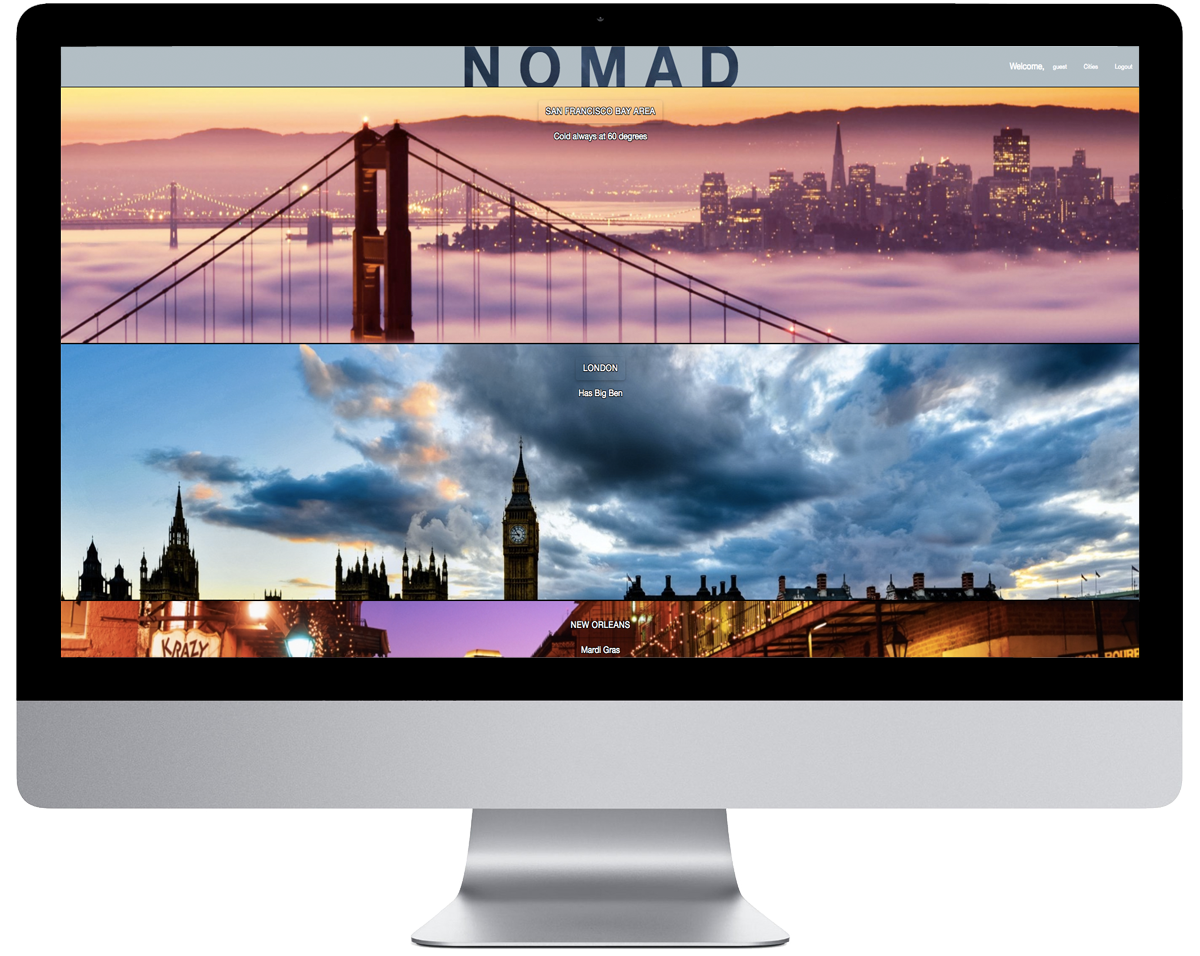 NOMAD
Welcome, guest Cities Logout
SAN FRANCISCO BAY AREA
Cold always at 60 degrees
LONDON
Has Big Ben
NEW ORLEANS
Mardi Gras
KRAZY
BOURB